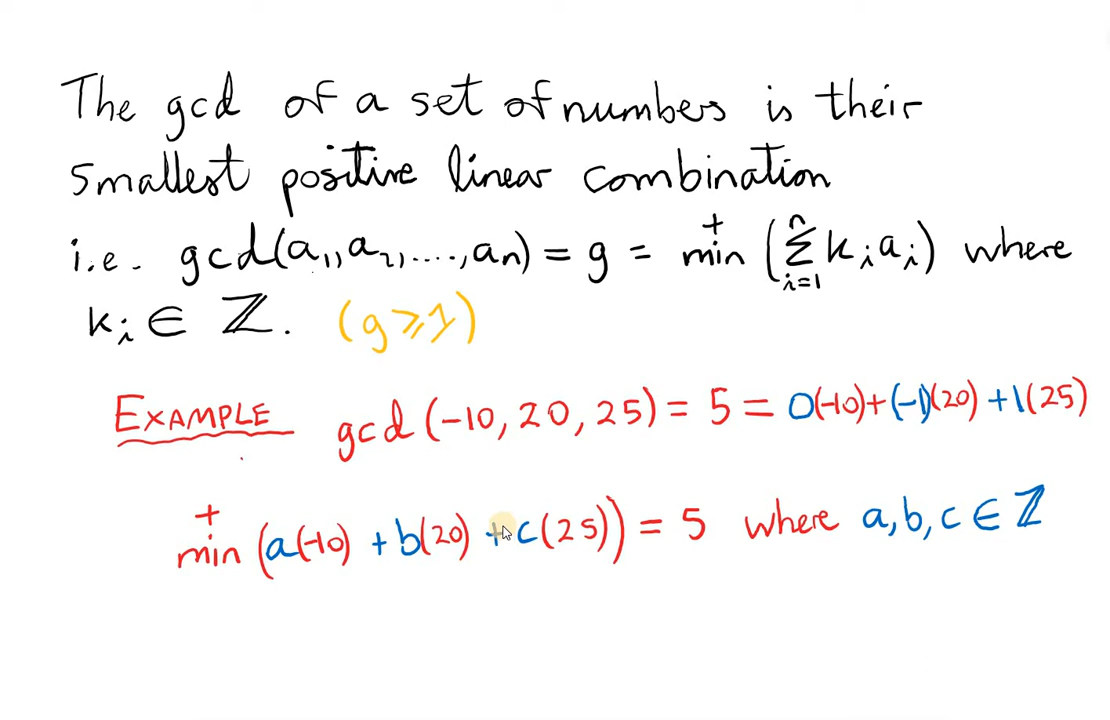 The gcd of a set of numbers is their
smallest positive linear combination
i.e. gcd(a₁, a₂, ...., aₙ) = g = min⁺ (Σⁿᵢ₌₁ kᵢaᵢ) where
kᵢ ∈ ℤ. (g ⩾ 1)
EXAMPLE gcd (-10, 20, 25) = 5 = 0(-10)+(-1)(20) +1(25)
min⁺ (a(-10) + b(20) + c(25)) = 5 where a, b, c ∈ ℤ